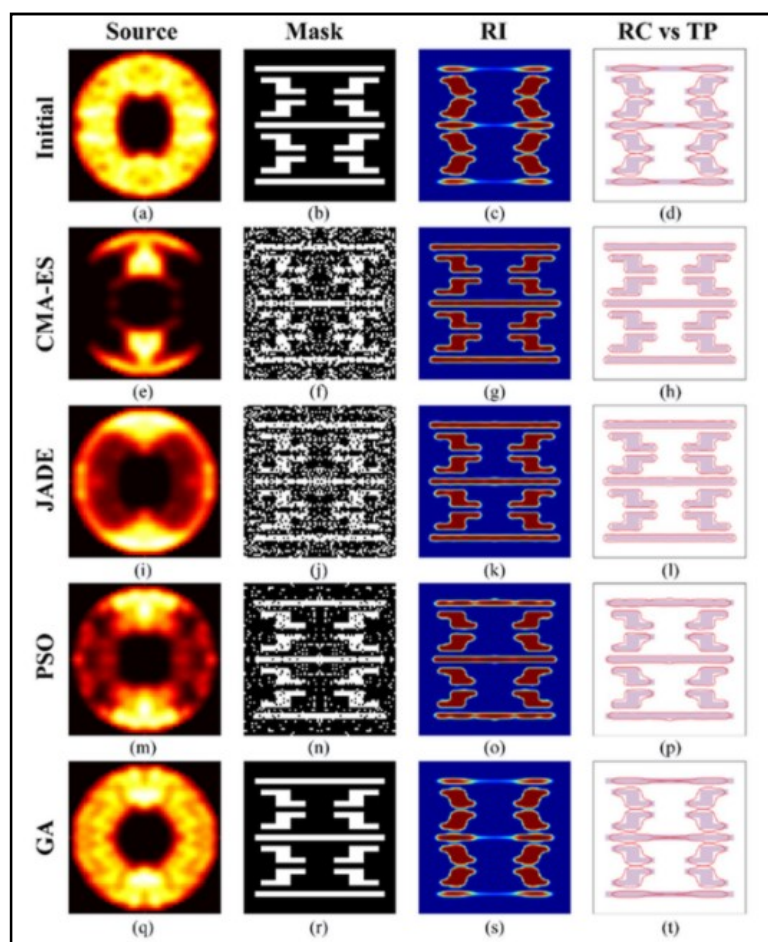 Source Mask RI RC vs TP
Initial
(a) (b) (c) (d)
CMA-ES
(e) (f) (g) (h)
JADE
(i) (j) (k) (l)
PSO
(m) (n) (o) (p)
GA
(q) (r) (s) (t)